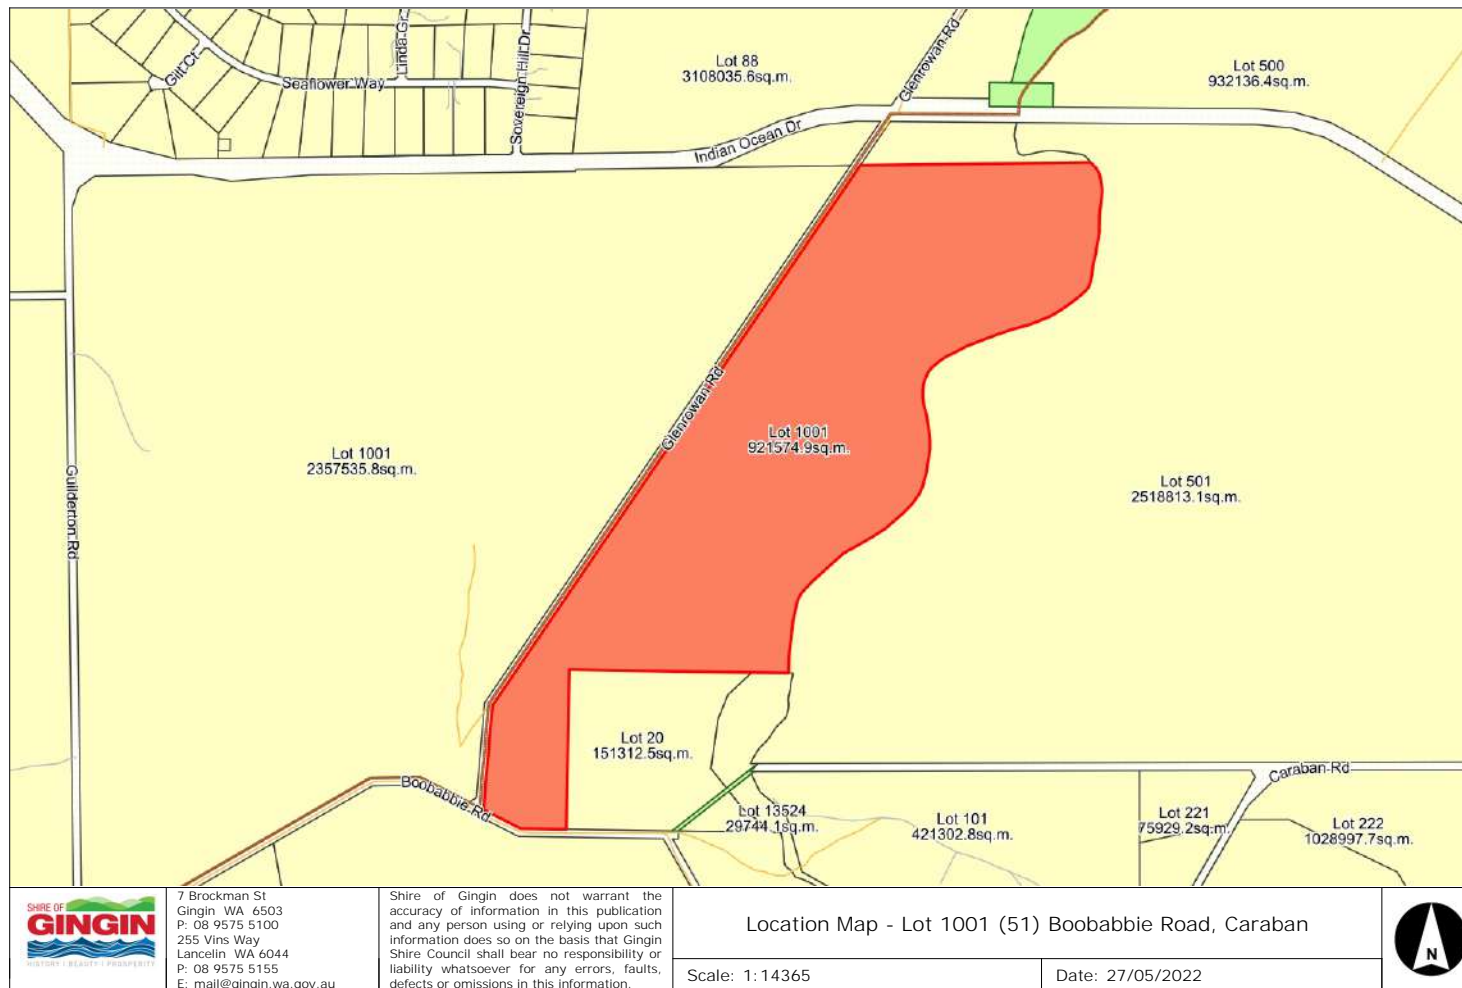 Lot 88
3108035.6sq.m.
Lot 500
932136.4sq.m.
Gilt Ct
Linda Gr
Seaflower Way
Sovereign Hill Dr
Glenrowan Rd
Indian Ocean Dr
Glenrowan Rd
Lot 1001
921574.9sq.m.
Lot 1001
2357535.8sq.m.
Lot 501
2518813.1sq.m.
Guilderton Rd
Lot 20
151312.5sq.m.
Boobabbie Rd
Caraban Rd
Lot 13524
29744.1sq.m.
Lot 101
421302.8sq.m.
Lot 221
75929.2sq.m.
Lot 222
1028997.7sq.m.
SHIRE OF
GINGIN
HISTORY | BEAUTY | PROSPERITY
7 Brockman St
Gingin WA 6503
P: 08 9575 5100
255 Vins Way
Lancelin WA 6044
P: 08 9575 5155
E: mail@gingin.wa.gov.au
Shire of Gingin does not warrant the
accuracy of information in this publication
and any person using or relying upon such
information does so on the basis that Gingin
Shire Council shall bear no responsibility or
liability whatsoever for any errors, faults,
defects or omissions in this information.
Location Map - Lot 1001 (51) Boobabbie Road, Caraban
Scale: 1:14365
Date: 27/05/2022
N